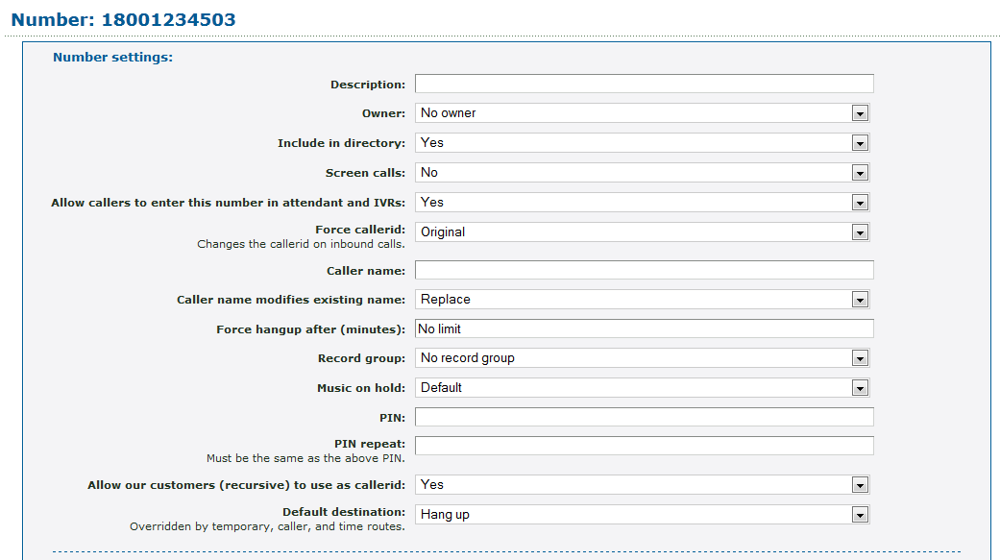 Number: 18001234503
Number settings:
Description:
Owner: No owner
Include in directory: Yes
Screen calls: No
Allow callers to enter this number in attendant and IVRs: Yes
Force callerid: Original
Changes the callerid on inbound calls.
Caller name:
Caller name modifies existing name: Replace
Force hangup after (minutes): No limit
Record group: No record group
Music on hold: Default
PIN:
PIN repeat:
Must be the same as the above PIN.
Allow our customers (recursive) to use as callerid: Yes
Default destination: Hang up
Overridden by temporary, caller, and time routes.